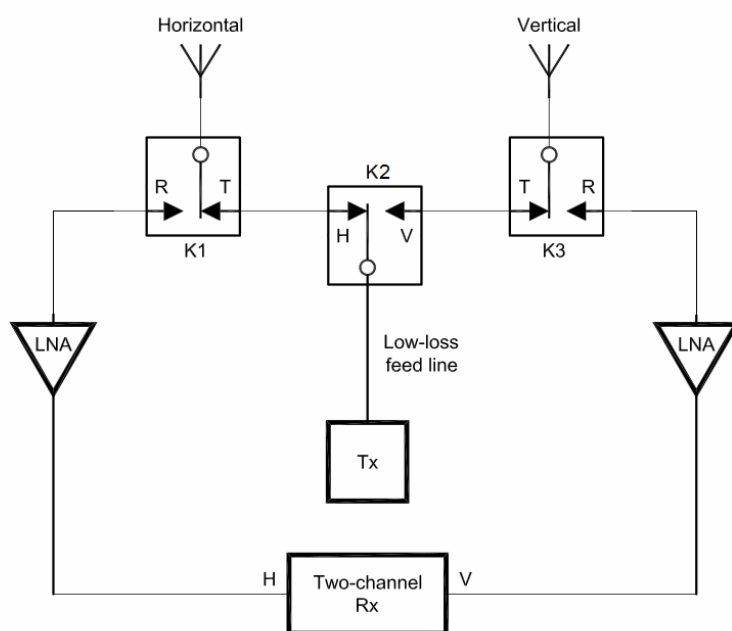 Horizontal
Vertical
K2
R
T
T
R
K1
H
V
K3
LNA
LNA
Low-loss
feed line
Tx
H
Two-channel
Rx
V